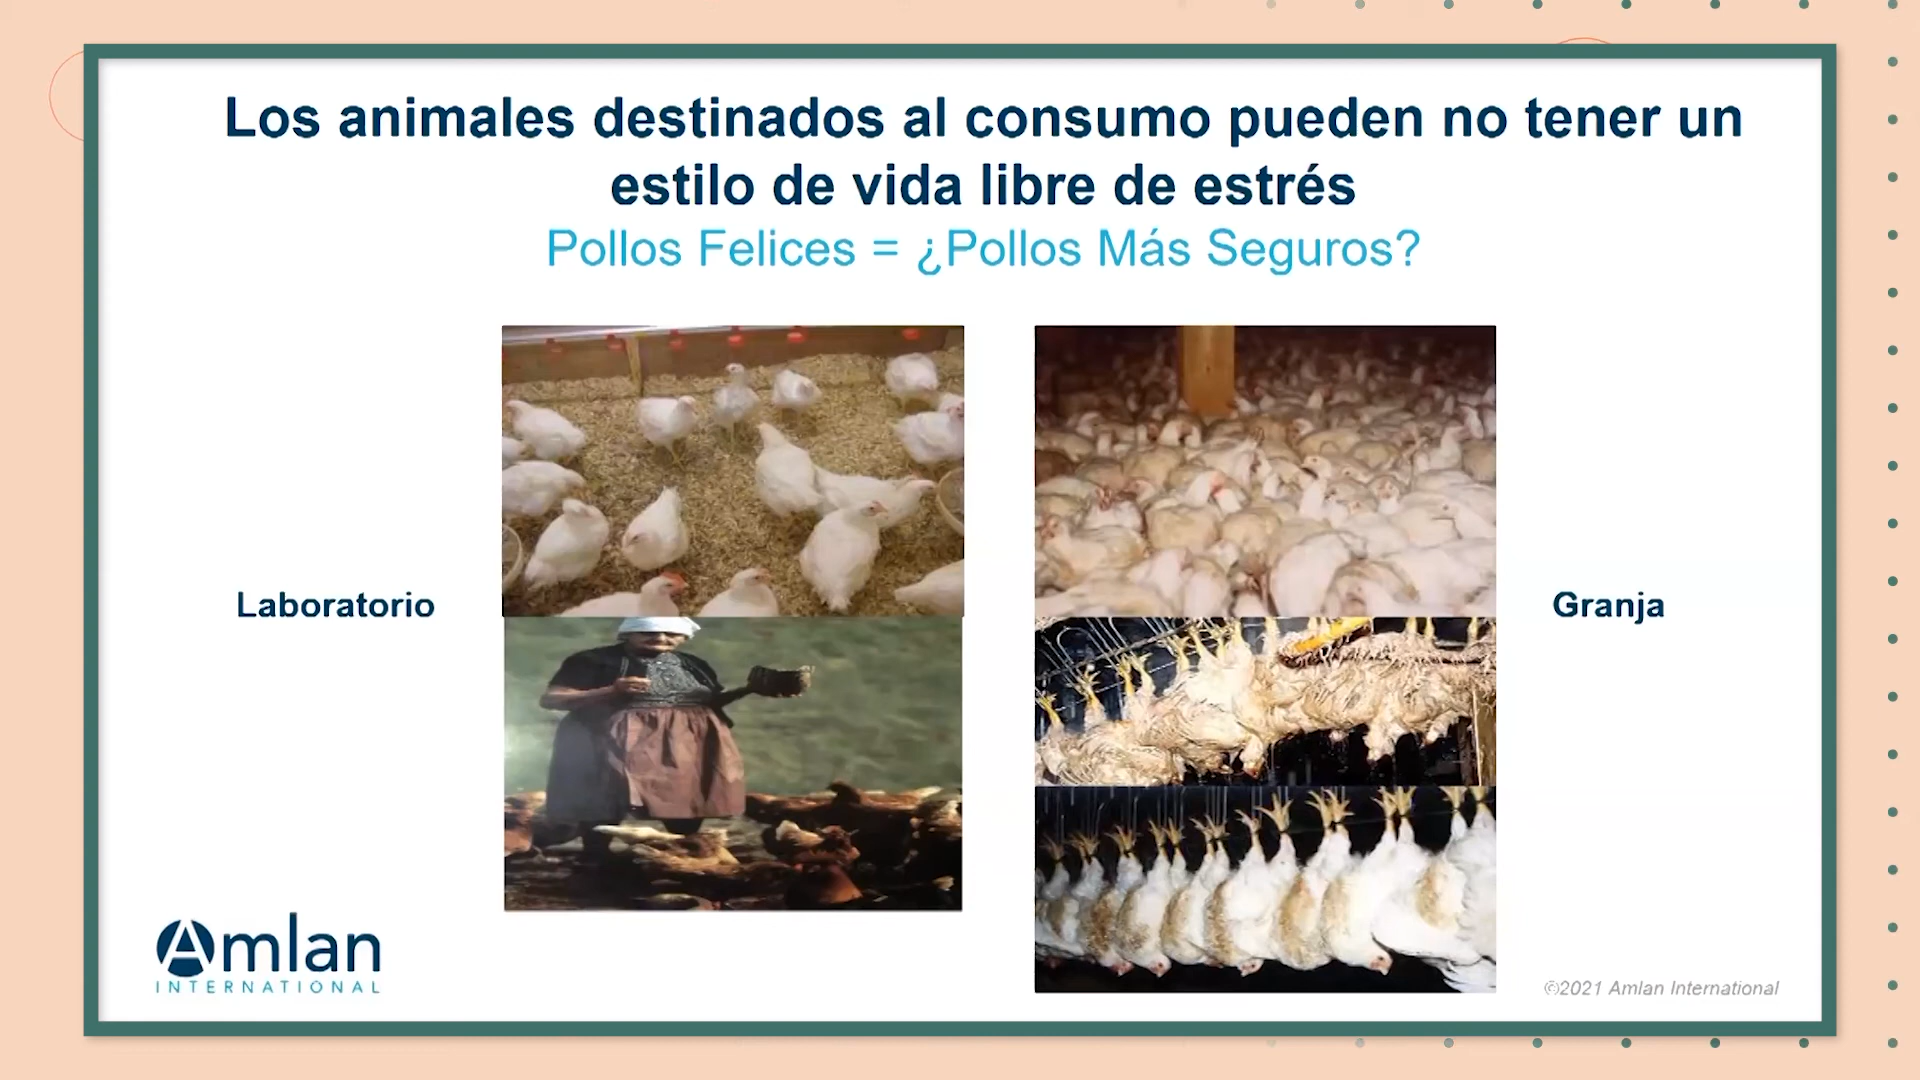 Los animales destinados al consumo pueden no tener un
estilo de vida libre de estrés
Pollos Felices = ¿Pollos Más Seguros?
Laboratorio
Granja
Amlan
INTERNATIONAL
©2021 Amlan International